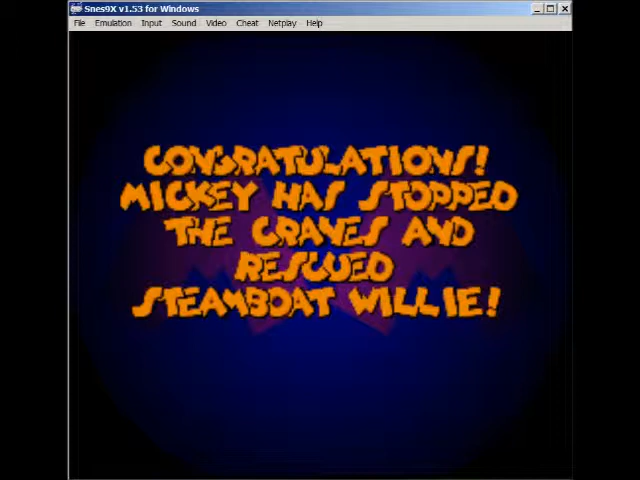 Snes9X v1.53 for Windows
File Emulation Input Sound Video Cheat Netplay Help
CONGRATULATIONS!
MICKEY HAS STOPPED
THE CRANES AND
RESCUED
STEAMBOAT WILLIE!